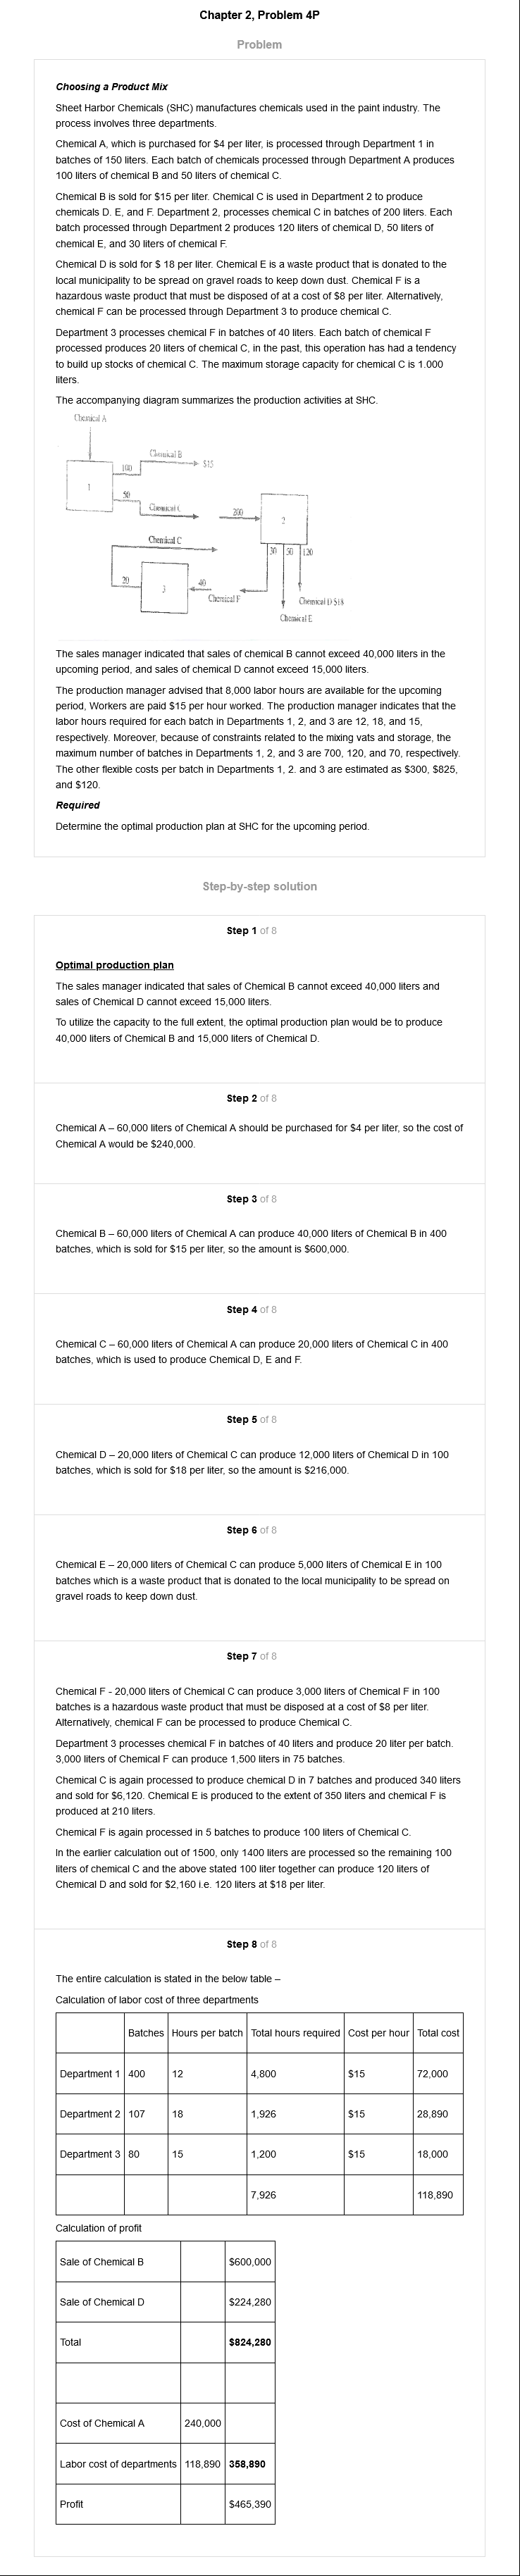 Chapter 2, Problem 4P
Problem
Choosing a Product Mix
Sheet Harbor Chemicals (SHC) manufactures chemicals used in the paint industry. The
process involves three departments.
Chemical A, which is purchased for $4 per liter, is processed through Department 1 in
batches of 150 liters. Each batch of chemicals processed through Department A produces
100 liters of chemical B and 50 liters of chemical C.
Chemical B is sold for $15 per liter. Chemical C is used in Department 2 to produce
chemicals D. E, and F. Department 2, processes chemical C in batches of 200 liters. Each
batch processed through Department 2 produces 120 liters of chemical D, 50 liters of
chemical E, and 30 liters of chemical F.
Chemical D is sold for $ 18 per liter. Chemical E is a waste product that is donated to the
local municipality to be spread on gravel roads to keep down dust. Chemical F is a
hazardous waste product that must be disposed of at a cost of $8 per liter. Alternatively,
chemical F can be processed through Department 3 to produce chemical C.
Department 3 processes chemical F in batches of 40 liters. Each batch of chemical F
processed produces 20 liters of chemical C, in the past, this operation has had a tendency
to build up stocks of chemical C. The maximum storage capacity for chemical C is 1.000
liters.
The accompanying diagram summarizes the production activities at SHC.
Chemical A
Chemical B
100
$15
1
50
Chemical C
200
2
Chemical C
30 50 120
20
3
40
Chemical F
Chemical D $18
Chemical E
The sales manager indicated that sales of chemical B cannot exceed 40,000 liters in the
upcoming period, and sales of chemical D cannot exceed 15,000 liters.
The production manager advised that 8,000 labor hours are available for the upcoming
period, Workers are paid $15 per hour worked. The production manager indicates that the
labor hours required for each batch in Departments 1, 2, and 3 are 12, 18, and 15,
respectively. Moreover, because of constraints related to the mixing vats and storage, the
maximum number of batches in Departments 1, 2, and 3 are 700, 120, and 70, respectively.
The other flexible costs per batch in Departments 1, 2. and 3 are estimated as $300, $825,
and $120.
Required
Determine the optimal production plan at SHC for the upcoming period.
Step-by-step solution
Step 1 of 8
Optimal production plan
The sales manager indicated that sales of Chemical B cannot exceed 40,000 liters and
sales of Chemical D cannot exceed 15,000 liters.
To utilize the capacity to the full extent, the optimal production plan would be to produce
40,000 liters of Chemical B and 15,000 liters of Chemical D.
Step 2 of 8
Chemical A – 60,000 liters of Chemical A should be purchased for $4 per liter, so the cost of
Chemical A would be $240,000.
Step 3 of 8
Chemical B – 60,000 liters of Chemical A can produce 40,000 liters of Chemical B in 400
batches, which is sold for $15 per liter, so the amount is $600,000.
Step 4 of 8
Chemical C – 60,000 liters of Chemical A can produce 20,000 liters of Chemical C in 400
batches, which is used to produce Chemical D, E and F.
Step 5 of 8
Chemical D – 20,000 liters of Chemical C can produce 12,000 liters of Chemical D in 100
batches, which is sold for $18 per liter, so the amount is $216,000.
Step 6 of 8
Chemical E – 20,000 liters of Chemical C can produce 5,000 liters of Chemical E in 100
batches which is a waste product that is donated to the local municipality to be spread on
gravel roads to keep down dust.
Step 7 of 8
Chemical F - 20,000 liters of Chemical C can produce 3,000 liters of Chemical F in 100
batches is a hazardous waste product that must be disposed at a cost of $8 per liter.
Alternatively, chemical F can be processed to produce Chemical C.
Department 3 processes chemical F in batches of 40 liters and produce 20 liter per batch.
3,000 liters of Chemical F can produce 1,500 liters in 75 batches.
Chemical C is again processed to produce chemical D in 7 batches and produced 340 liters
and sold for $6,120. Chemical E is produced to the extent of 350 liters and chemical F is
produced at 210 liters.
Chemical F is again processed in 5 batches to produce 100 liters of Chemical C.
In the earlier calculation out of 1500, only 1400 liters are processed so the remaining 100
liters of chemical C and the above stated 100 liter together can produce 120 liters of
Chemical D and sold for $2,160 i.e. 120 liters at $18 per liter.
Step 8 of 8
The entire calculation is stated in the below table –
Calculation of labor cost of three departments
Batches Hours per batch Total hours required Cost per hour Total cost
Department 1 400 12 4,800 $15 72,000
Department 2 107 18 1,926 $15 28,890
Department 3 80 15 1,200 $15 18,000
7,926 118,890
Calculation of profit
Sale of Chemical B $600,000
Sale of Chemical D $224,280
Total $824,280
Cost of Chemical A 240,000
Labor cost of departments 118,890 358,890
Profit $465,390